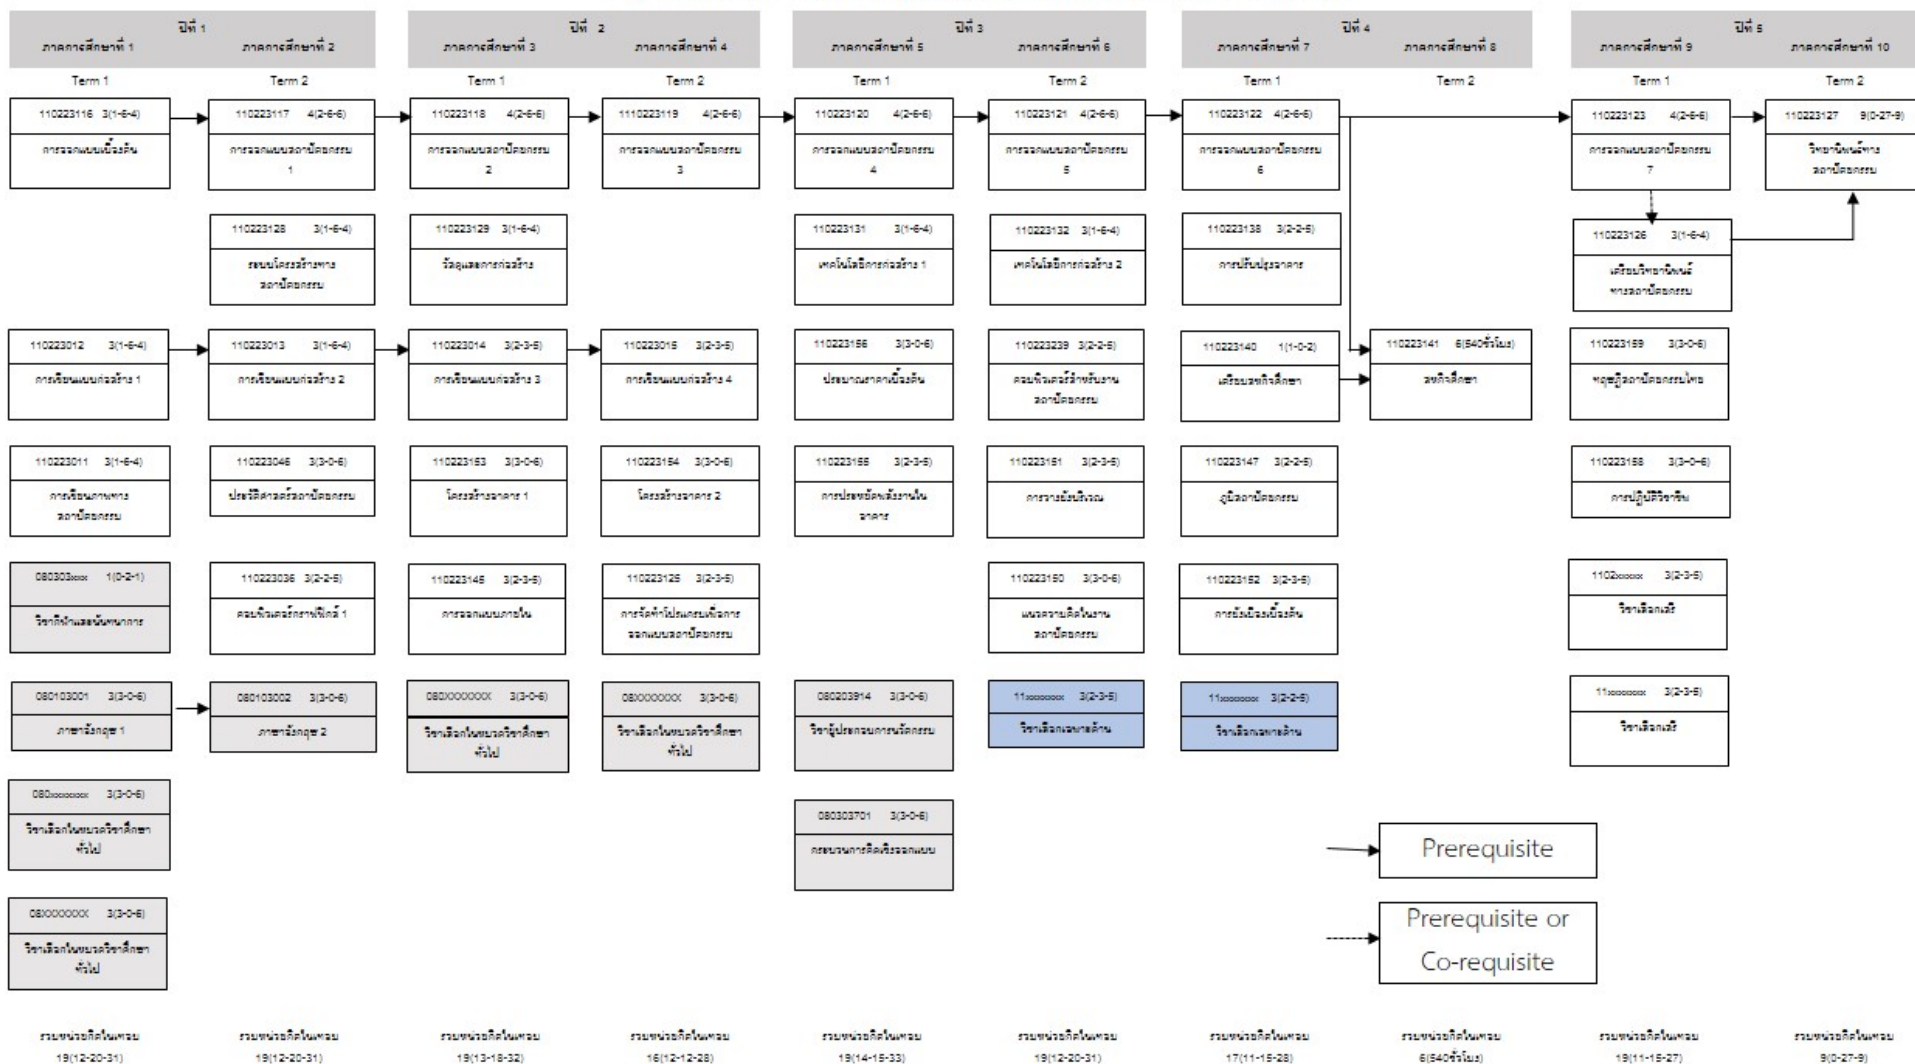 ปีที่ 1
ปีที่ 2
ปีที่ 3
ปีที่ 4
ปีที่ 5
ภาคการศึกษาที่ 1
ภาคการศึกษาที่ 2
ภาคการศึกษาที่ 3
ภาคการศึกษาที่ 4
ภาคการศึกษาที่ 5
ภาคการศึกษาที่ 6
ภาคการศึกษาที่ 7
ภาคการศึกษาที่ 8
ภาคการศึกษาที่ 9
ภาคการศึกษาที่ 10
Term 1
Term 2
Term 1
Term 2
Term 1
Term 2
Term 1
Term 2
Term 1
Term 2
110223116 3(1-6-4)
การออกแบบเบื้องต้น
110223117 4(2-6-6)
การออกแบบสถาปัตยกรรม
1
110223118 4(2-6-6)
การออกแบบสถาปัตยกรรม
2
1110223119 4(2-6-6)
การออกแบบสถาปัตยกรรม
3
110223120 4(2-6-6)
การออกแบบสถาปัตยกรรม
4
110223121 4(2-6-6)
การออกแบบสถาปัตยกรรม
5
110223122 4(2-6-6)
การออกแบบสถาปัตยกรรม
6
110223123 4(2-6-6)
การออกแบบสถาปัตยกรรม
7
110223127 9(0-27-9)
วิทยานิพนธ์ทาง
สถาปัตยกรรม
110223128 3(1-6-4)
ระบบโครงสร้างทาง
สถาปัตยกรรม
110223129 3(1-6-4)
วัสดุและการก่อสร้าง
110223131 3(1-6-4)
เทคโนโลยีการก่อสร้าง 1
110223132 3(1-6-4)
เทคโนโลยีการก่อสร้าง 2
110223138 3(2-2-5)
การปรับปรุงอาคาร
110223126 3(1-6-4)
เตรียมวิทยานิพนธ์
ทางสถาปัตยกรรม
110223012 3(1-6-4)
การเขียนแบบก่อสร้าง 1
110223013 3(1-6-4)
การเขียนแบบก่อสร้าง 2
110223014 3(2-3-5)
การเขียนแบบก่อสร้าง 3
110223015 3(2-3-5)
การเขียนแบบก่อสร้าง 4
110223156 3(3-0-6)
ประมาณราคาเบื้องต้น
110223239 3(2-2-5)
คอมพิวเตอร์สำหรับงาน
สถาปัตยกรรม
110223140 1(1-0-2)
เตรียมสหกิจศึกษา
110223141 6(540ชั่วโมง)
สหกิจศึกษา
110223159 3(3-0-6)
ทฤษฎีสถาปัตยกรรมไทย
110223011 3(1-6-4)
การเขียนภาพทาง
สถาปัตยกรรม
110223046 3(3-0-6)
ประวัติศาสตร์สถาปัตยกรรม
110223153 3(3-0-6)
โครงสร้างอาคาร 1
110223154 3(3-0-6)
โครงสร้างอาคาร 2
110223155 3(2-3-5)
การประหยัดพลังงานใน
อาคาร
110223151 3(2-3-5)
การวางผังบริเวณ
110223147 3(2-2-5)
ภูมิสถาปัตยกรรม
110223158 3(3-0-6)
การปฏิบัติวิชาชีพ
080303xxx 1(0-2-1)
วิชากีฬาและนันทนาการ
110223036 3(2-2-5)
คอมพิวเตอร์กราฟฟิกส์ 1
110223145 3(2-3-5)
การออกแบบภายใน
110223125 3(2-3-5)
การจัดทำโปรแกรมเพื่อการ
ออกแบบสถาปัตยกรรม
110223150 3(3-0-6)
แนวความคิดในงาน
สถาปัตยกรรม
110223152 3(2-3-5)
การผังเมืองเบื้องต้น
1102xxxxx 3(2-3-5)
วิชาเลือกเสรี
080103001 3(3-0-6)
ภาษาอังกฤษ 1
080103002 3(3-0-6)
ภาษาอังกฤษ 2
080XXXXXXX 3(3-0-6)
วิชาเลือกในหมวดวิชาศึกษา
ทั่วไป
08XXXXXXX 3(3-0-6)
วิชาเลือกในหมวดวิชาศึกษา
ทั่วไป
080203914 3(3-0-6)
วิชาผู้ประกอบการนวัตกรรม
11xxxxxxx 3(2-3-5)
วิชาเลือกเฉพาะด้าน
11xxxxxxx 3(2-2-5)
วิชาเลือกเฉพาะด้าน
11xxxxxxx 3(2-3-5)
วิชาเลือกเสรี
080xxxxxxx 3(3-0-6)
วิชาเลือกในหมวดวิชาศึกษา
ทั่วไป
080303701 3(3-0-6)
กระบวนการคิดเชิงออกแบบ
Prerequisite
08XXXXXXX 3(3-0-6)
วิชาเลือกในหมวดวิชาศึกษา
ทั่วไป
Prerequisite or
Co-requisite
รวมหน่วยกิตในเทอม
19(12-20-31)
รวมหน่วยกิตในเทอม
19(12-20-31)
รวมหน่วยกิตในเทอม
19(13-18-32)
รวมหน่วยกิตในเทอม
16(12-12-28)
รวมหน่วยกิตในเทอม
19(14-15-33)
รวมหน่วยกิตในเทอม
19(12-20-31)
รวมหน่วยกิตในเทอม
17(11-15-28)
รวมหน่วยกิตในเทอม
6(540ชั่วโมง)
รวมหน่วยกิตในเทอม
19(11-15-27)
รวมหน่วยกิตในเทอม
9(0-27-9)